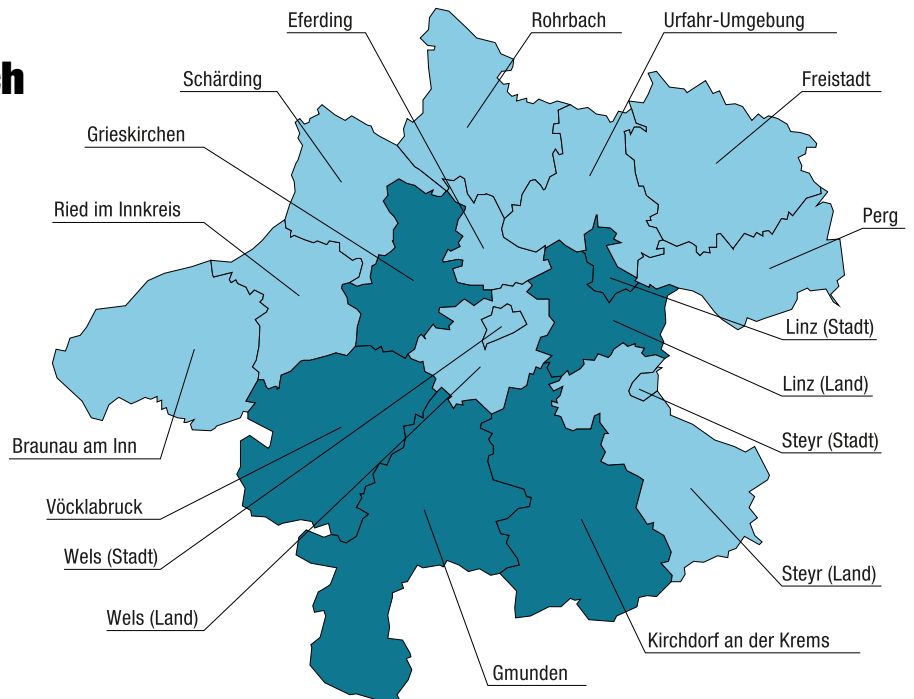 ch
Eferding
Rohrbach
Urfahr-Umgebung
Schärding
Freistadt
Grieskirchen
Ried im Innkreis
Perg
Linz (Stadt)
Linz (Land)
Braunau am Inn
Steyr (Stadt)
Vöcklabruck
Wels (Stadt)
Steyr (Land)
Wels (Land)
Kirchdorf an der Krems
Gmunden